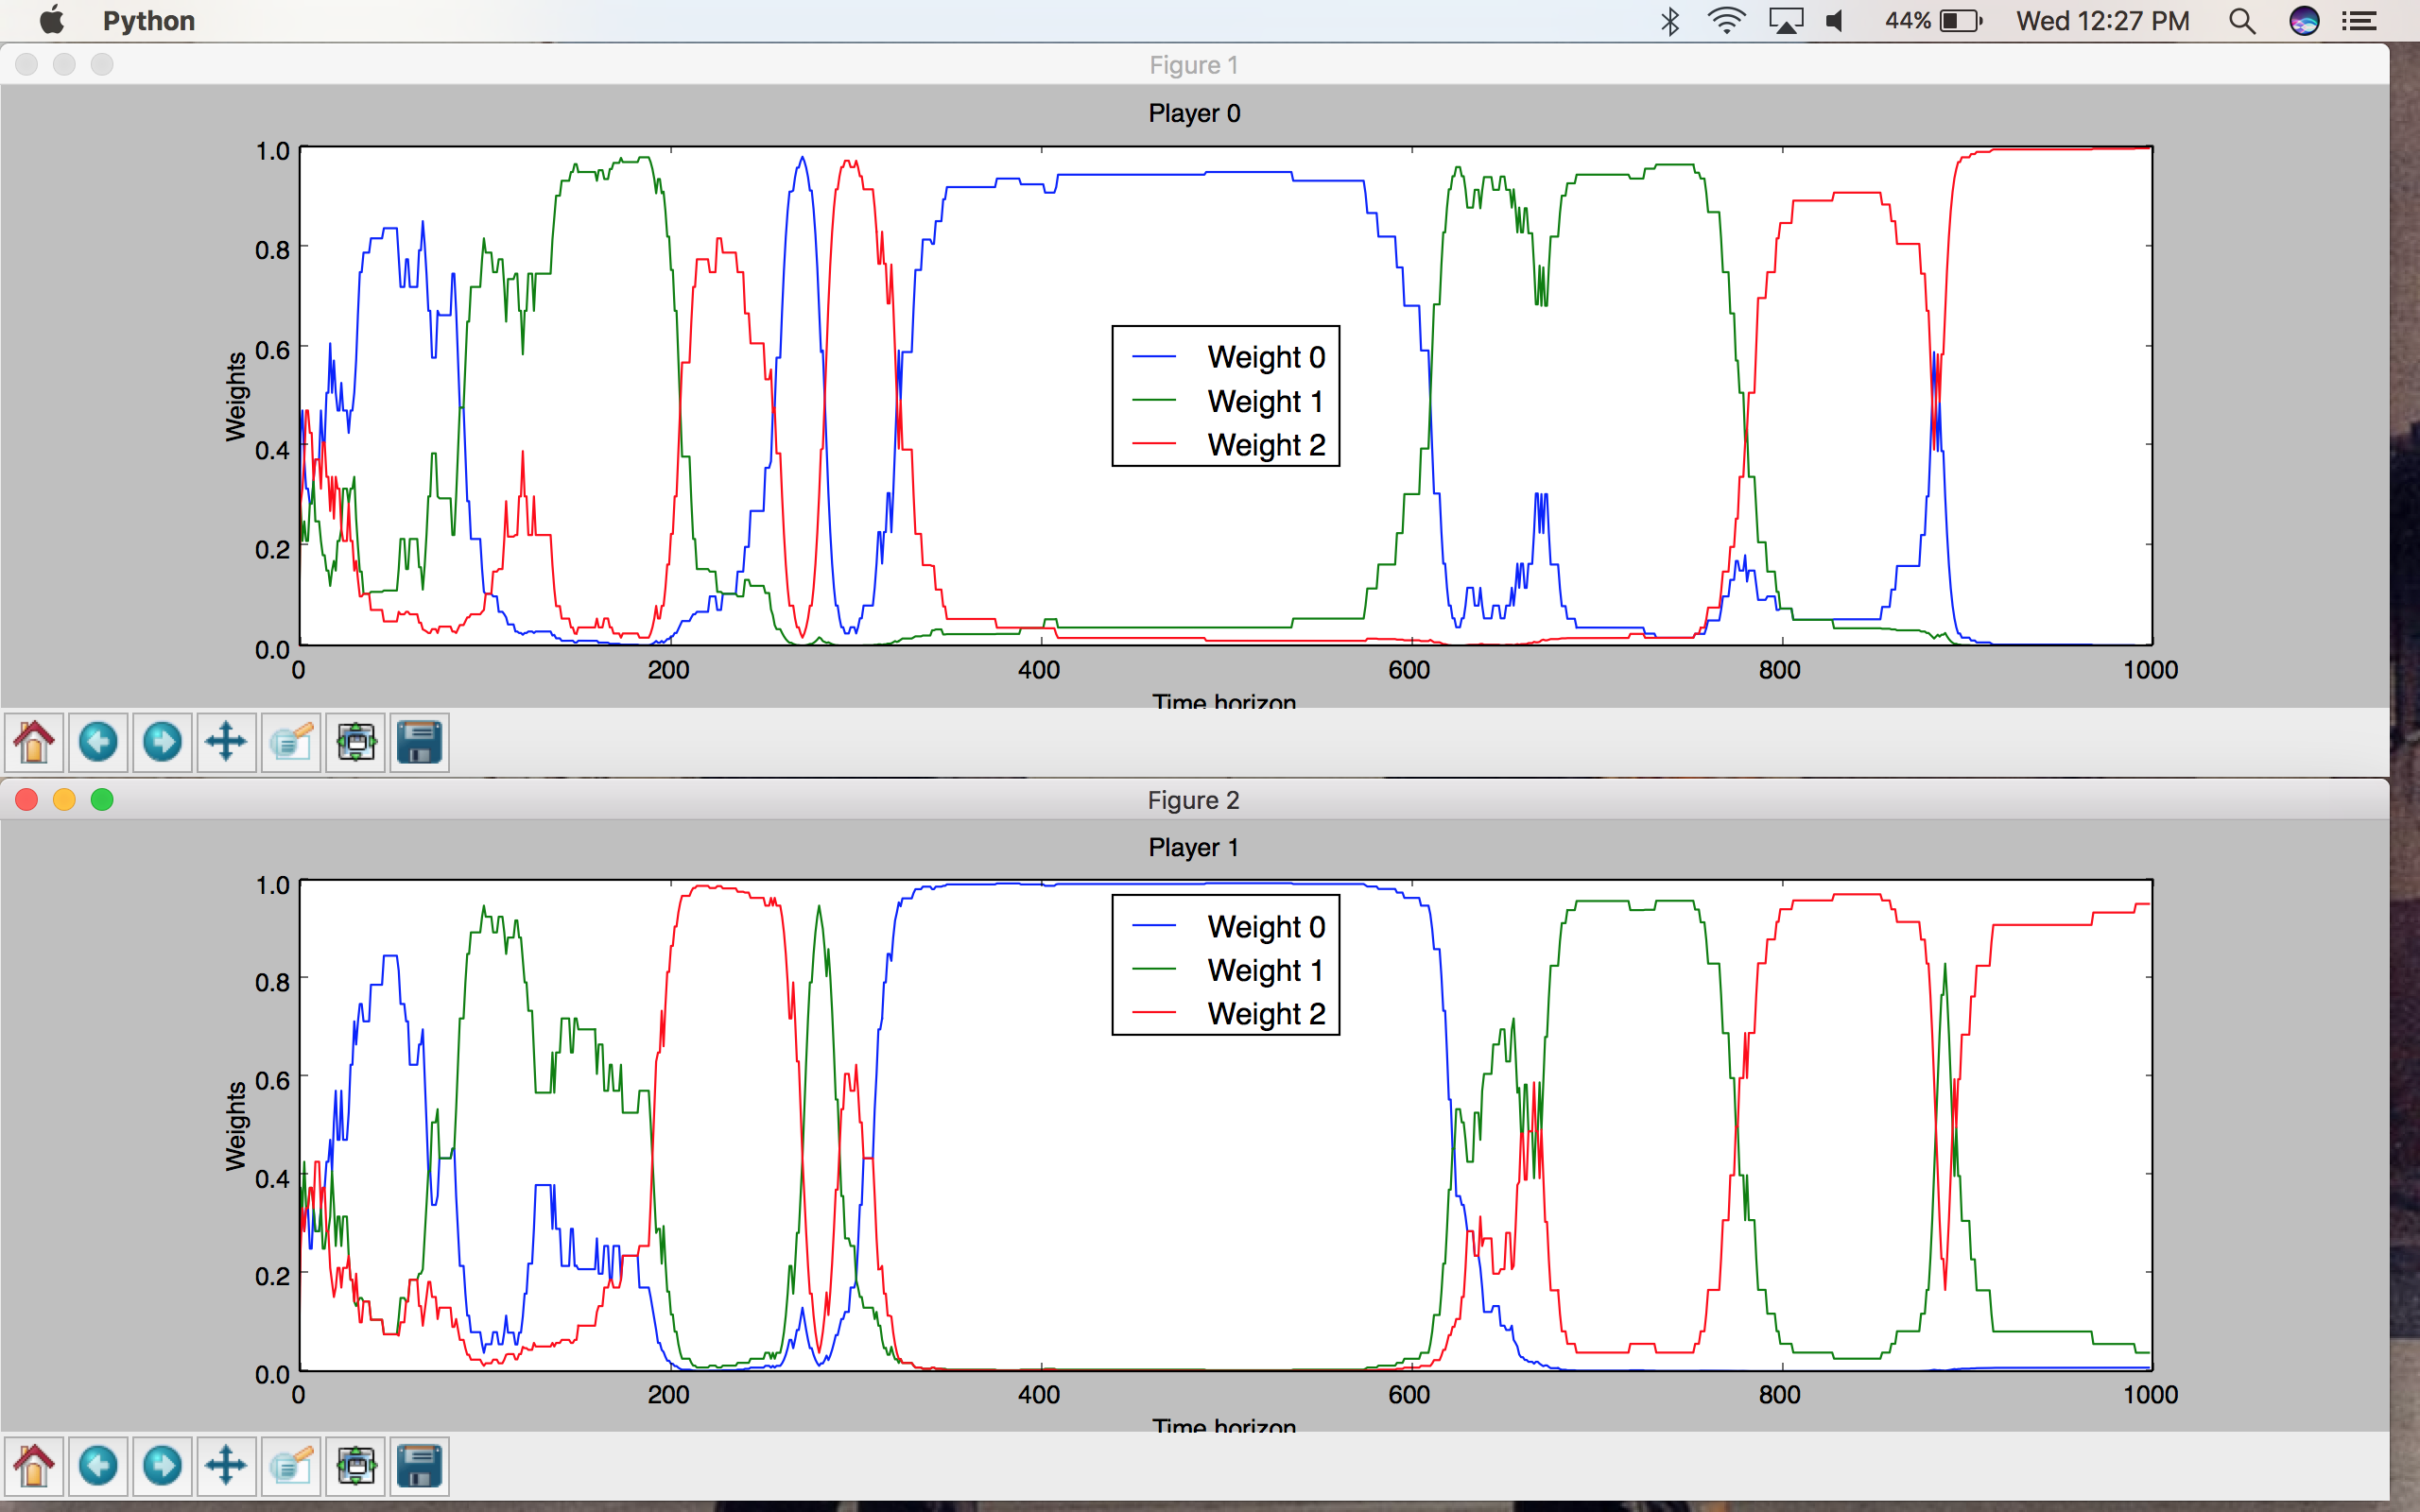 Python 44% Wed 12:27 PM
Figure 1
Player 0
1.0
0.8
0.6
0.4
0.2
0.0
Weights
Weight 0
Weight 1
Weight 2
0 200 400 600 800 1000
Time horizon
Figure 2
Player 1
1.0
0.8
0.6
0.4
0.2
0.0
Weights
Weight 0
Weight 1
Weight 2
0 200 400 600 800 1000
Time horizon